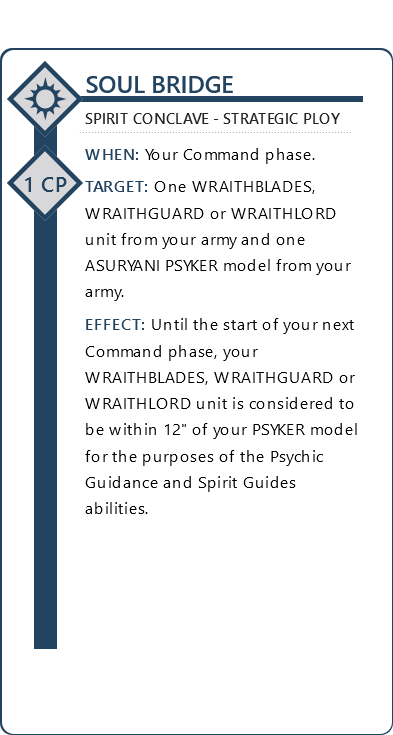 SOUL BRIDGE
SPIRIT CONCLAVE - STRATEGIC PLOY
WHEN: Your Command phase.
1 CP
TARGET: One WRAITHBLADES,
WRAITHGUARD or WRAITHLORD
unit from your army and one
ASURYANI PSYKER model from your
army.
EFFECT: Until the start of your next
Command phase, your
WRAITHBLADES, WRAITHGUARD or
WRAITHLORD unit is considered to
be within 12" of your PSYKER model
for the purposes of the Psychic
Guidance and Spirit Guides
abilities.